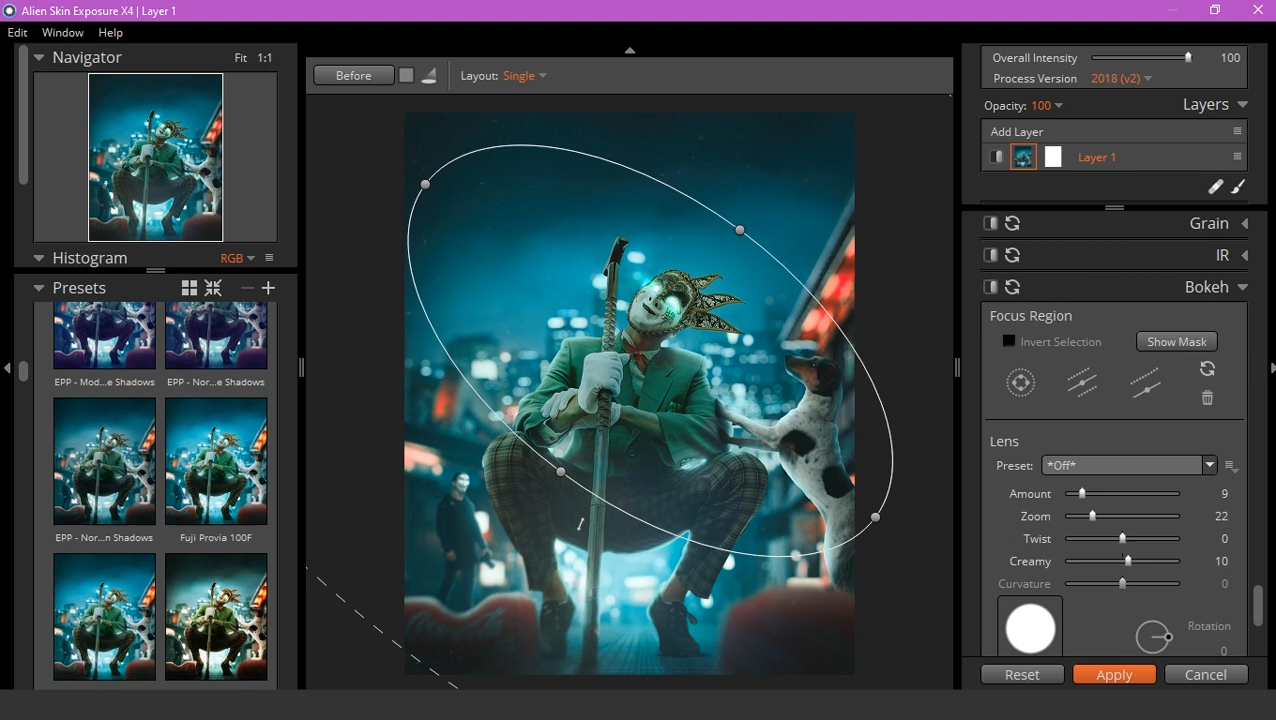 Alien Skin Exposure X4 | Layer 1
Edit Window Help
Navigator Fit 1:1
Histogram RGB
Presets
EPP - Mod...e Shadows EPP - Nor...e Shadows
EPP - Nor...n Shadows Fuji Provia 100F
Before Layout: Single
Overall Intensity 100
Process Version 2018 (v2)
Opacity: 100 Layers
Add Layer
Layer 1
Grain
IR
Bokeh
Focus Region
Invert Selection Show Mask
Lens
Preset: *Off*
Amount 9
Zoom 22
Twist 0
Creamy 10
Curvature 0
Rotation
0
Reset Apply Cancel